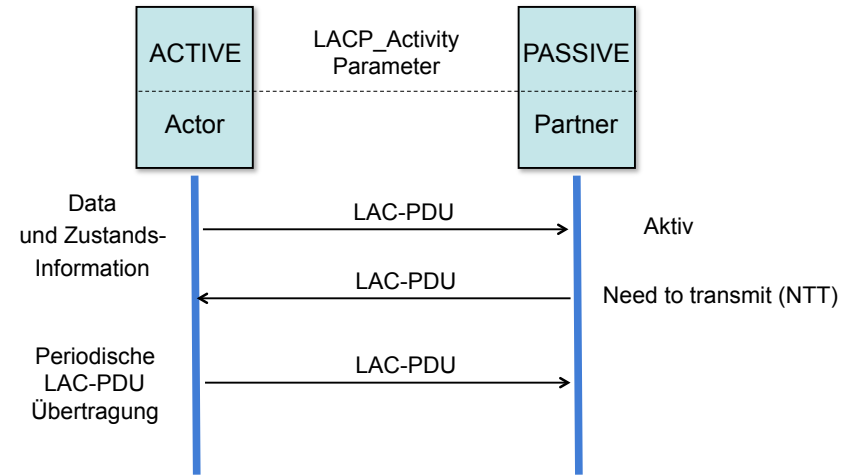 ACTIVE
LACP_Activity
Parameter
PASSIVE
Actor
Partner
Data
und Zustands-
Information
LAC-PDU
Aktiv
LAC-PDU
Need to transmit (NTT)
Periodische
LAC-PDU
Übertragung
LAC-PDU